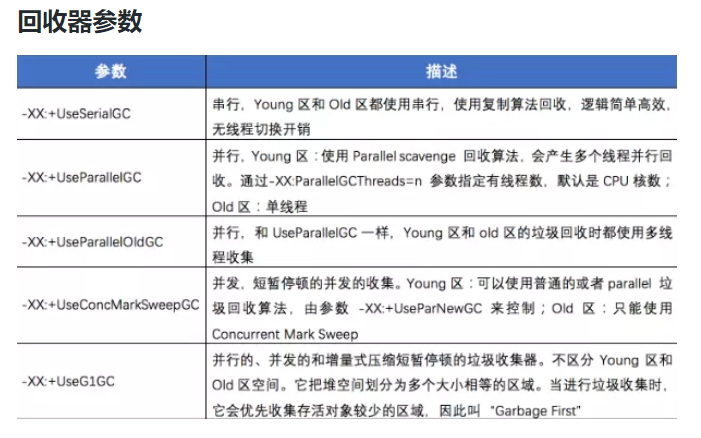 回收器参数
参数 描述
-XX:+UseSerialGC
串行，Young 区和 Old 区都使用串行，使用复制算法回收，逻辑简单高效，
无线程切换开销
-XX:+UseParallelGC
并行，Young 区：使用 Parallel scavenge 回收算法，会产生多个线程并行回
收。通过-XX:ParallelGCThreads=n 参数指定有线程数，默认是 CPU 核数；
Old 区：单线程
-XX:+UseParallelOldGC
并行，和 UseParallelGC 一样，Young 区和 old 区的垃圾回收时都使用多线
程收集
-XX:+UseConcMarkSweepGC
并发，短暂停顿的并发的收集。Young 区：可以使用普通的或者 parallel 垃
圾回收算法，由参数 -XX:+UseParNewGC 来控制；Old 区：只能使用
Concurrent Mark Sweep
-XX:+UseG1GC
并行的、并发的和增量式压缩短暂停顿的垃圾收集器。不区分 Young 区和
Old 区空间。它把堆空间划分为多个大小相等的区域。当进行垃圾收集时，
它会优先收集存活对象较少的区域，因此叫 “Garbage First”